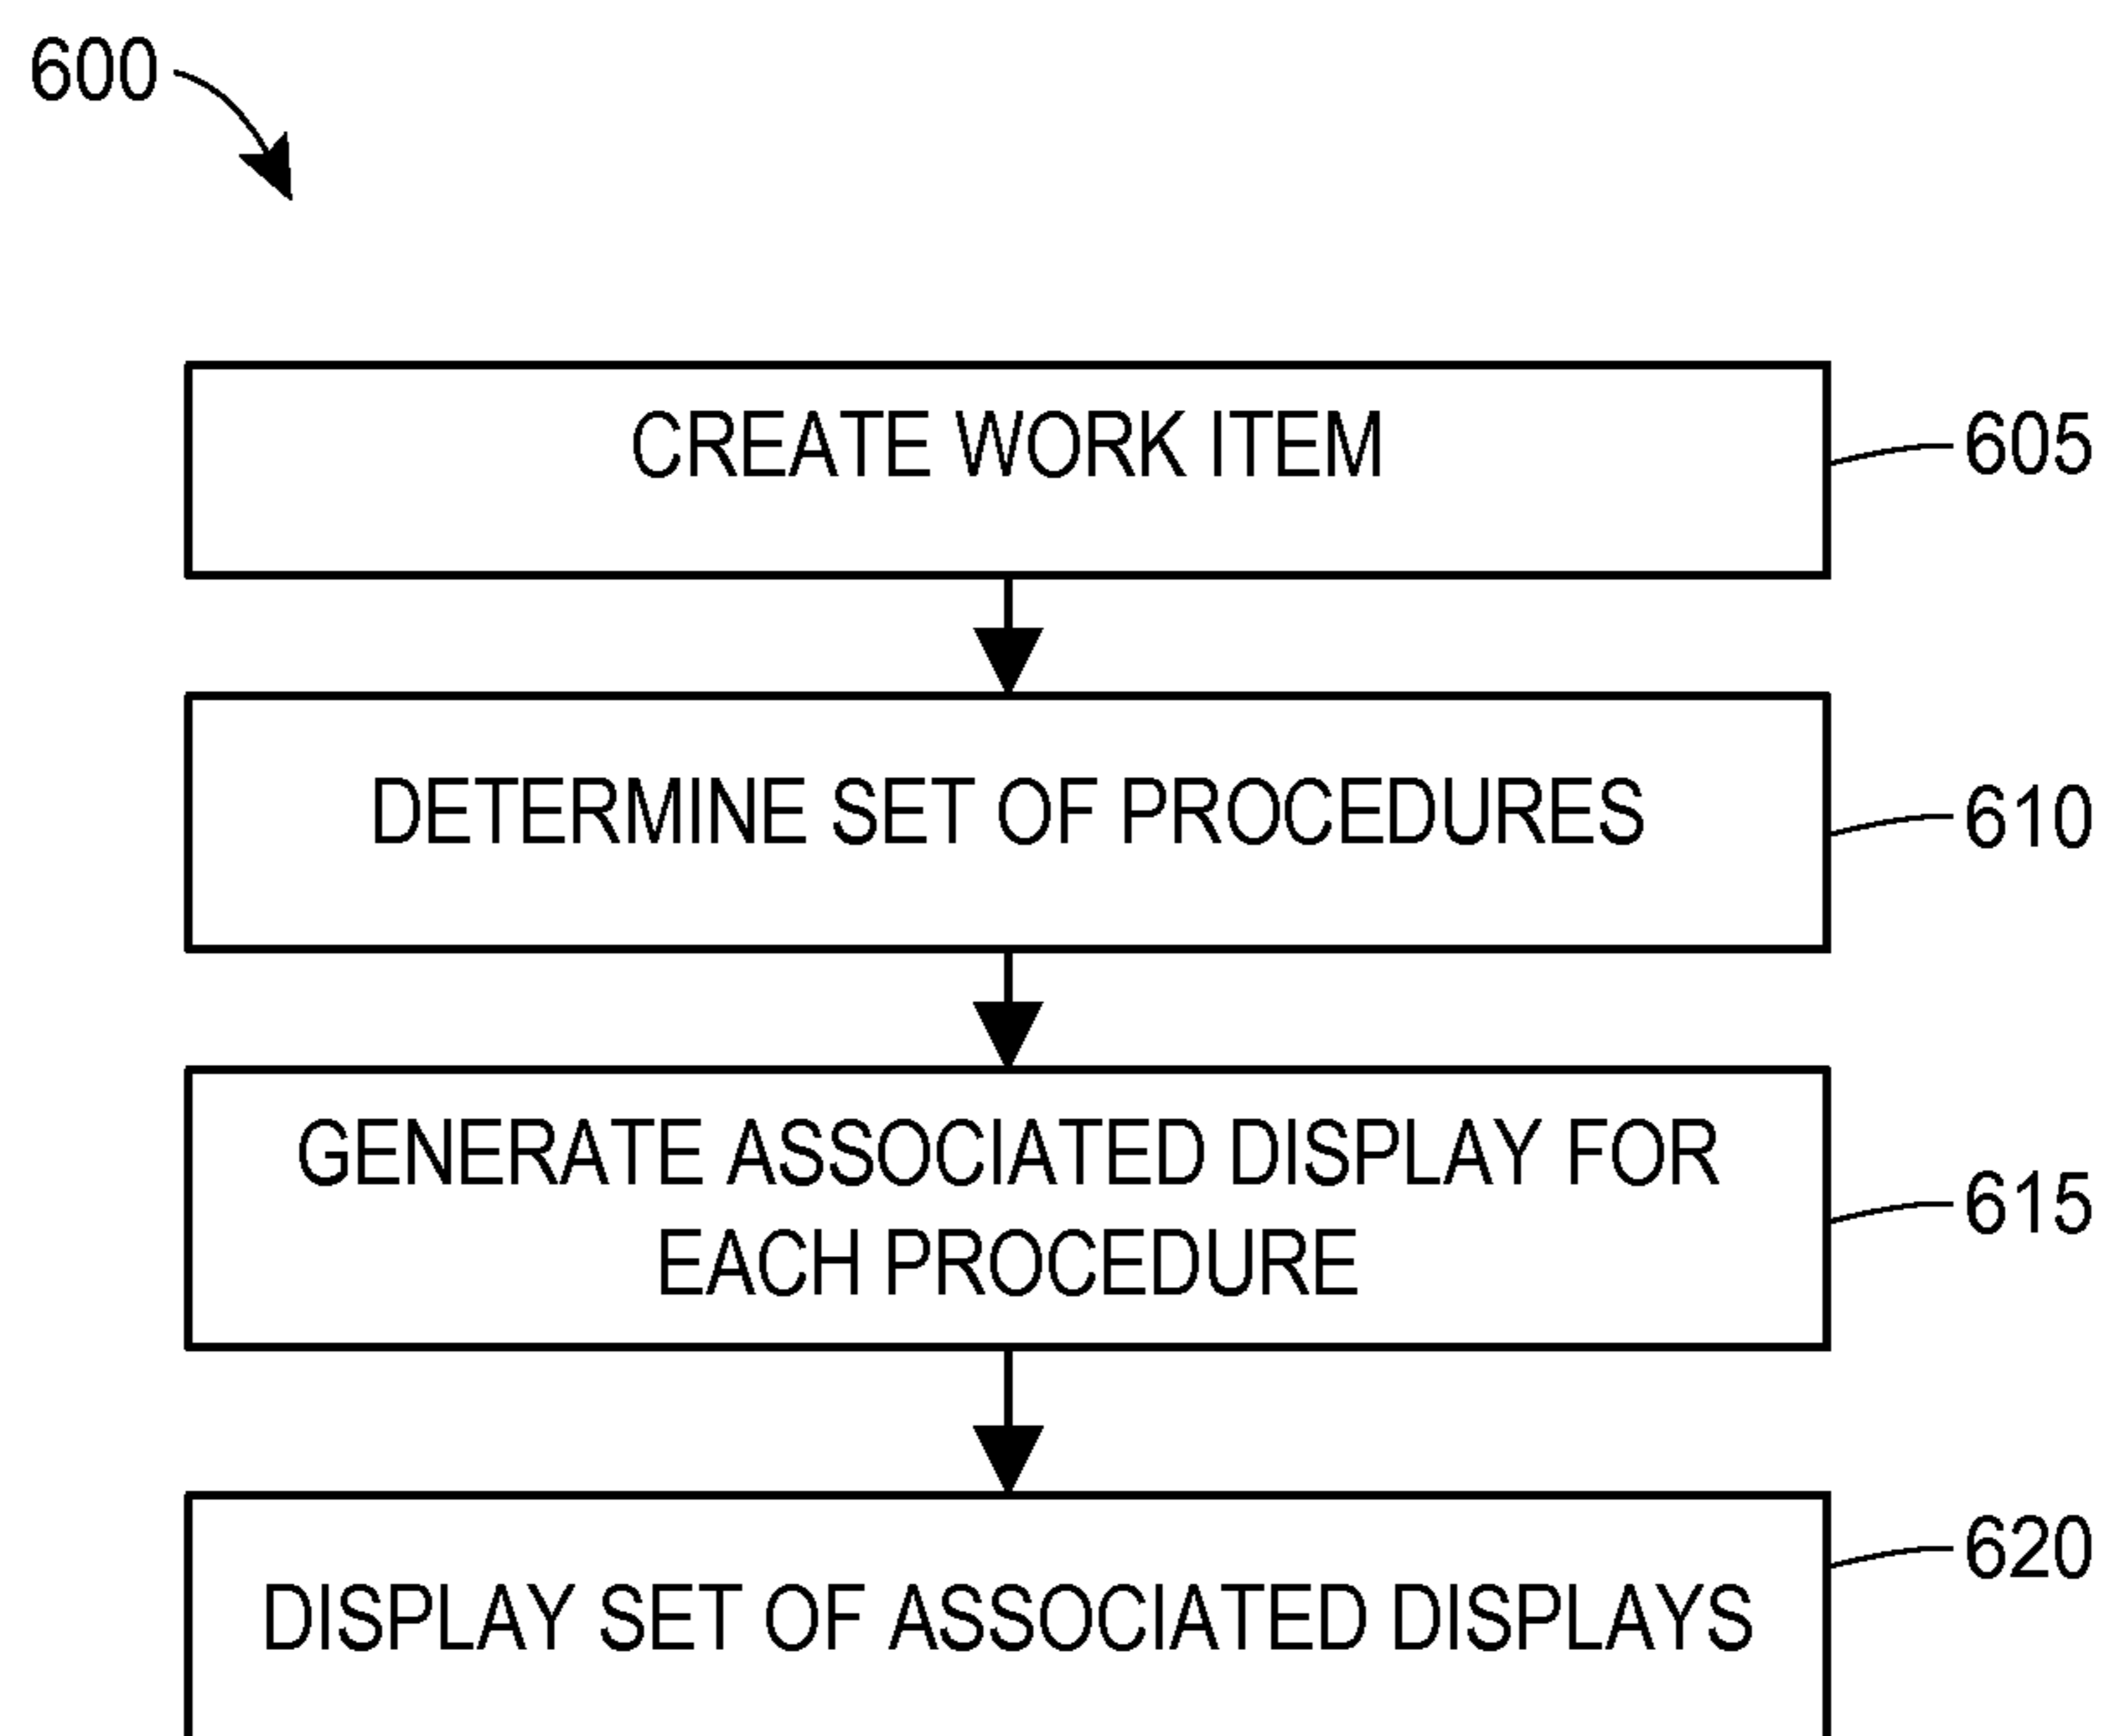 600
CREATE WORK ITEM
605
DETERMINE SET OF PROCEDURES
610
GENERATE ASSOCIATED DISPLAY FOR
EACH PROCEDURE
615
620
DISPLAY SET OF ASSOCIATED DISPLAYS